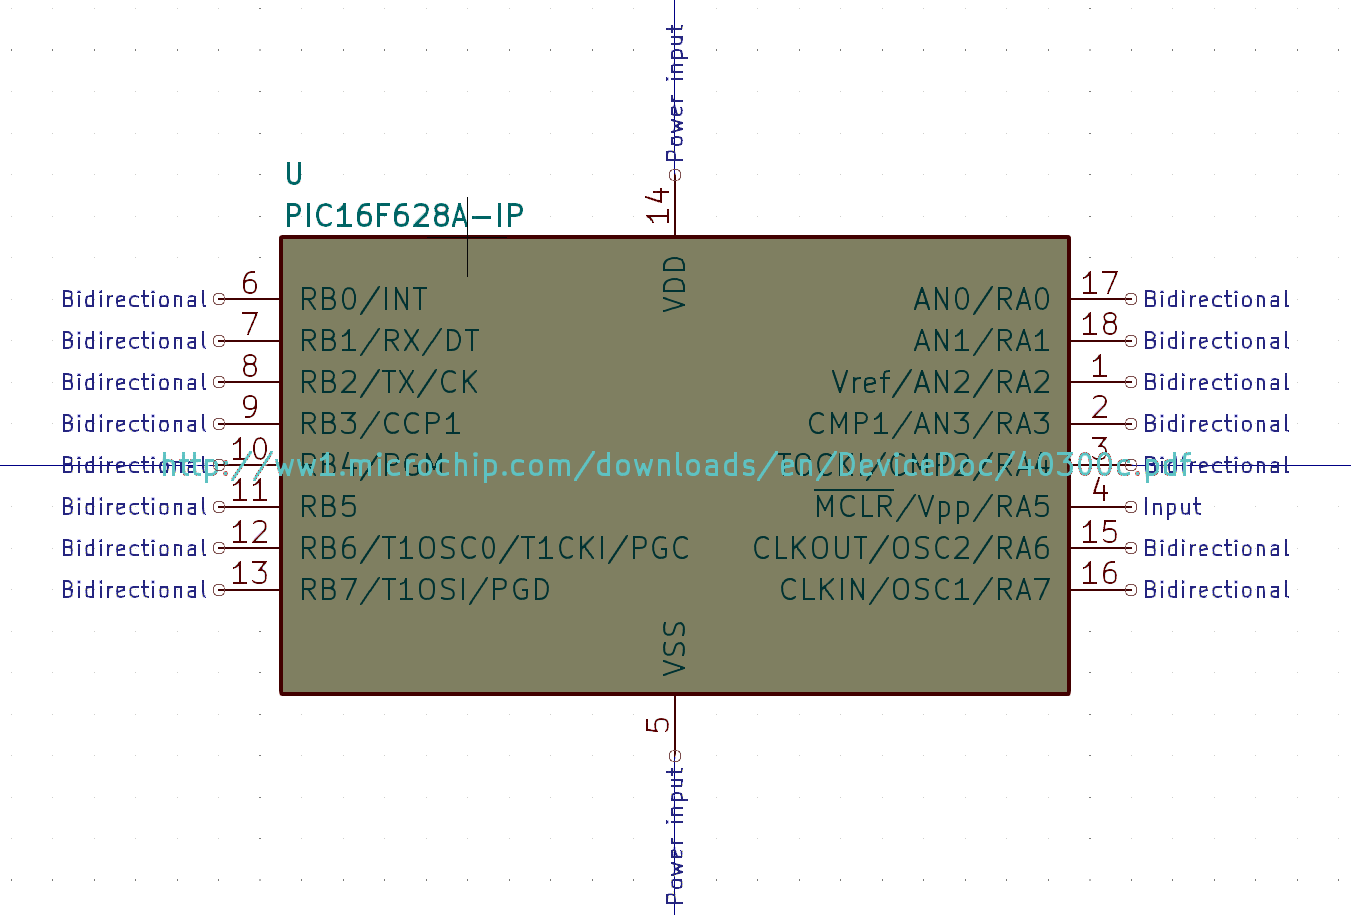 Power input
U
PIC16F628A-IP
14
VDD
Bidirectional 6 RB0/INT AN0/RA0 17 Bidirectional
Bidirectional 7 RB1/RX/DT AN1/RA1 18 Bidirectional
Bidirectional 8 RB2/TX/CK Vref/AN2/RA2 1 Bidirectional
Bidirectional 9 RB3/CCP1 CMP1/AN3/RA3 2 Bidirectional
Bidirectional 10 RB4/PGM TOCKI/CMP2/RA4 3 Bidirectional
http://ww1.microchip.com/downloads/en/DeviceDoc/40300c.pdf
Bidirectional 11 RB5 MCLR/Vpp/RA5 4 Input
Bidirectional 12 RB6/T1OSC0/T1CKI/PGC CLKOUT/OSC2/RA6 15 Bidirectional
Bidirectional 13 RB7/T1OSI/PGD CLKIN/OSC1/RA7 16 Bidirectional
VSS
5
Power input